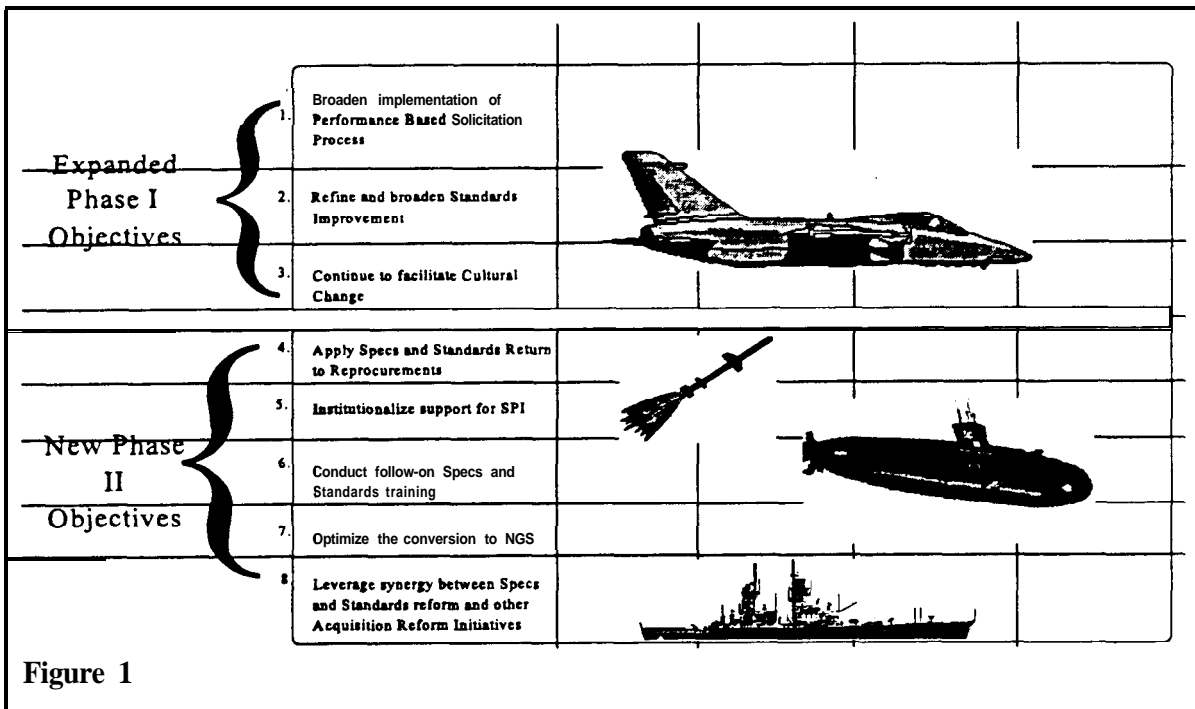 Expanded
Phase I
Objectives
1. Broaden implementation of
Performance Based Solicitation
Process
2. Refine and broaden Standards
Improvement
3. Continue to facilitate Cultural
Change
New Phase
II
Objectives
4. Apply Specs and Standards Return
to Reprocurements
5. Institutionalize support for SPI
6. Conduct follow-on Specs and
Standards training
7. Optimize the conversion to NGS
8. Leverage synergy between Specs
and Standards reform and other
Acquisition Reform Initiatives
Figure 1